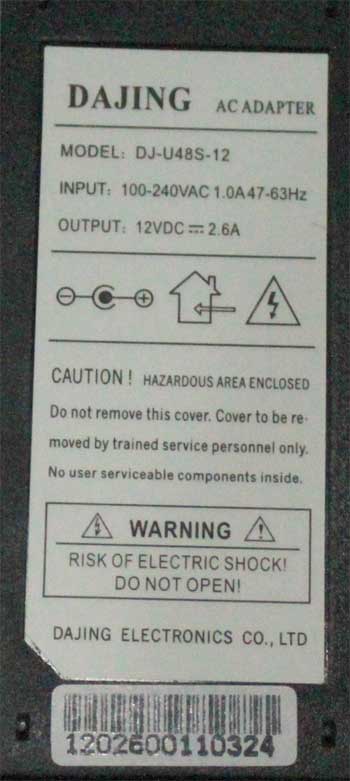 DAJING AC ADAPTER
MODEL: DJ-U48S-12
INPUT: 100-240VAC 1.0A 47-63Hz
OUTPUT: 12VDC ⎓ 2.6A
CAUTION! HAZARDOUS AREA ENCLOSED
Do not remove this cover. Cover to be re-
moved by trained service personnel only.
No user serviceable components inside.
WARNING
RISK OF ELECTRIC SHOCK!
DO NOT OPEN!
DAJING ELECTRONICS CO., LTD
1202600110324